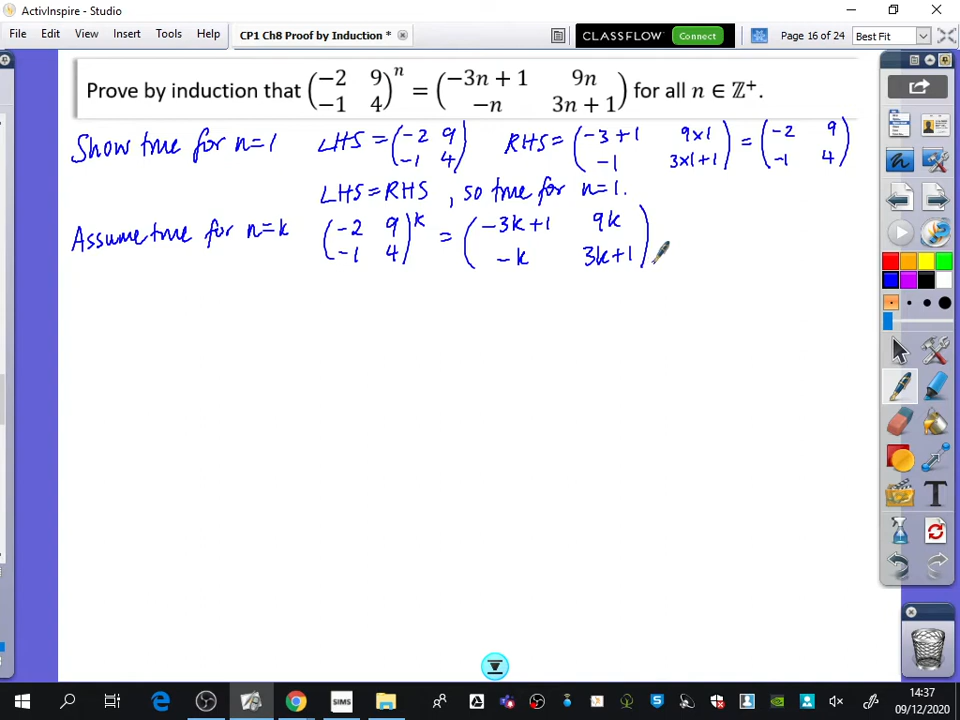 ActivInspire - Studio
File Edit View Insert Tools Help CP1 Ch8 Proof by Induction * CLASSFLOW Connect Page 16 of 24 Best Fit
Prove by induction that (−2 9 −1 4)^n = (−3n + 1 9n −n 3n + 1) for all n ∈ ℤ⁺.
Show true for n=1 LHS = (−2 9 −1 4) RHS = (−3+1 9×1 −1 3×1+1) = (−2 9 −1 4)
LHS = RHS , so true for n=1.
Assume true for n=k (−2 9 −1 4)^k = (−3k+1 9k −k 3k+1)
SIMS
14:37
09/12/2020